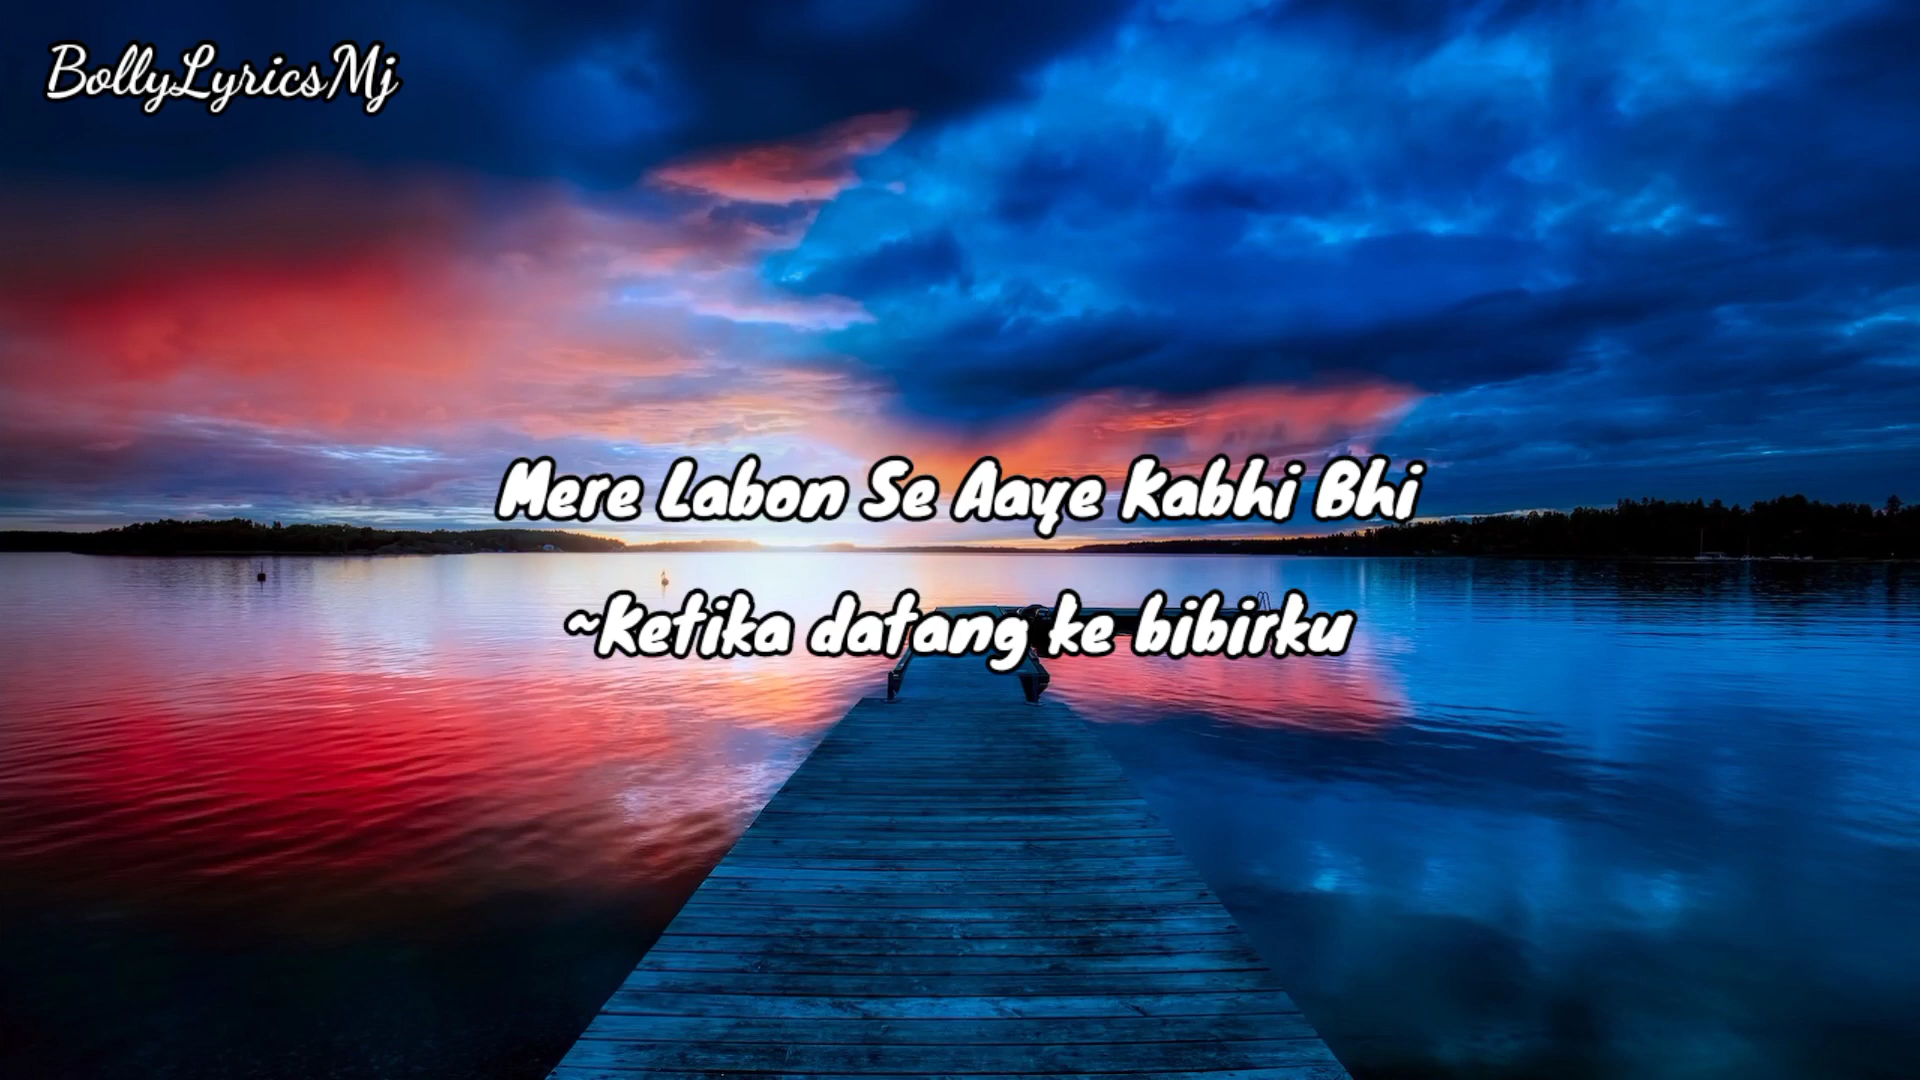 BollyLyricsMj
Mere Labon Se Aaye Kabhi Bhi
~Ketika datang ke bibirku